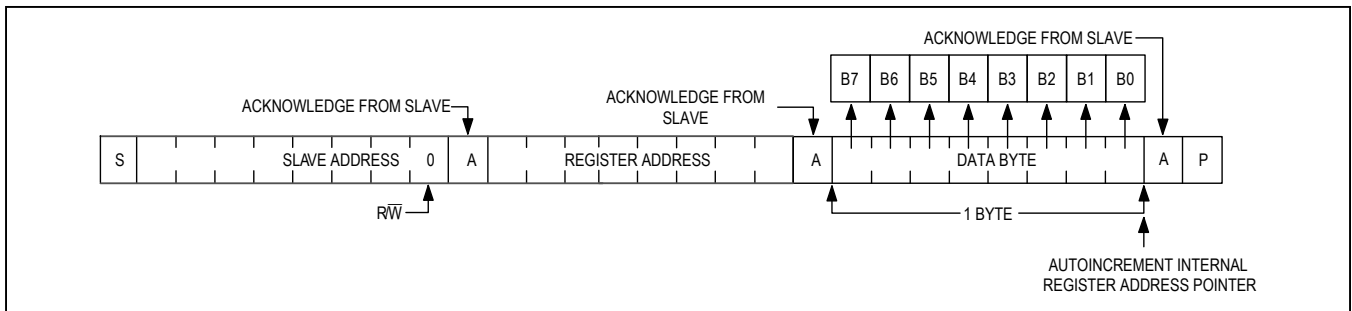 ACKNOWLEDGE FROM SLAVE
B7 B6 B5 B4 B3 B2 B1 B0
ACKNOWLEDGE FROM SLAVE
ACKNOWLEDGE FROM
SLAVE
S SLAVE ADDRESS 0 A REGISTER ADDRESS A DATA BYTE A P
R/W̅
1 BYTE
AUTOINCREMENT INTERNAL
REGISTER ADDRESS POINTER